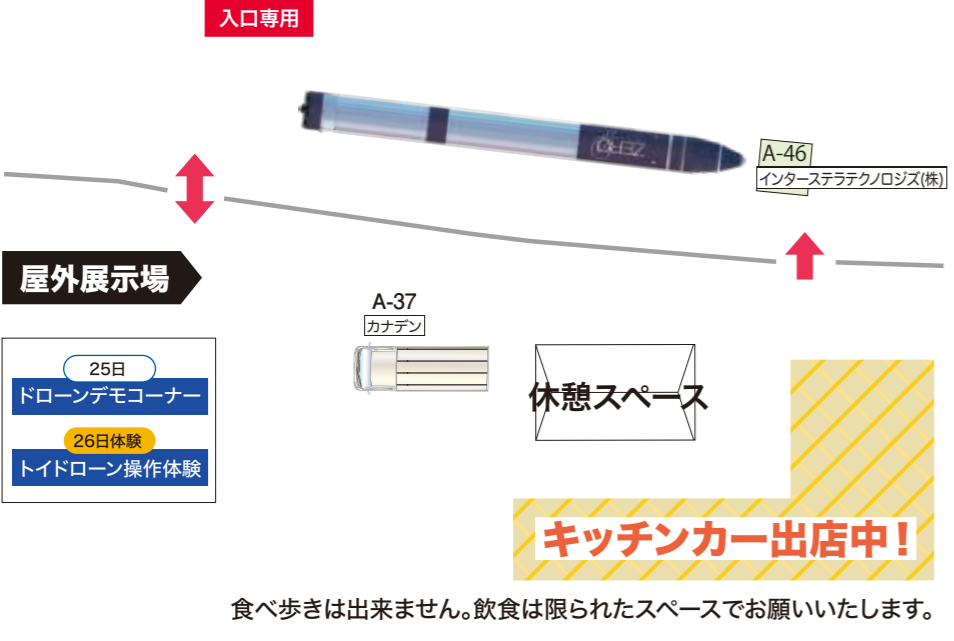 入口専用
ZERO
A-46
インターステラテクノロジズ(株)
屋外展示場
A-37
カナデン
25日
ドローンデモコーナー
26日体験
トイドローン操作体験
休憩スペース
キッチンカー出店中!
食べ歩きは出来ません。飲食は限られたスペースでお願いいたします。